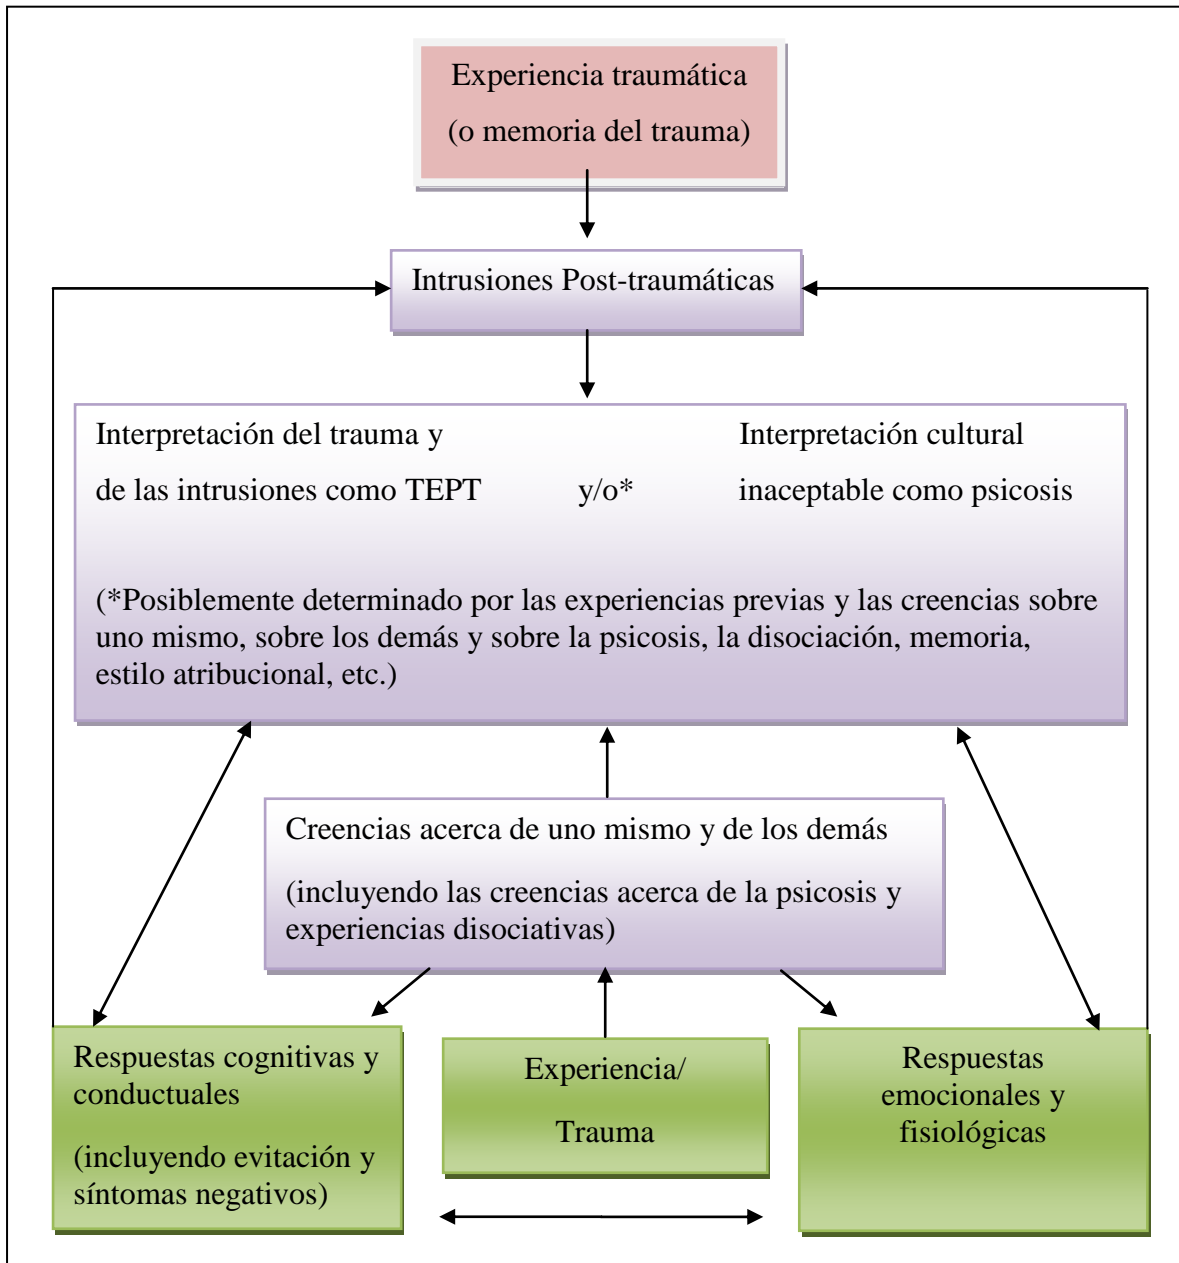 Experiencia traumática
(o memoria del trauma)
Intrusiones Post-traumáticas
Interpretación del trauma y
de las intrusiones como TEPT
y/o*
Interpretación cultural
inaceptable como psicosis
(*Posiblemente determinado por las experiencias previas y las creencias sobre
uno mismo, sobre los demás y sobre la psicosis, la disociación, memoria,
estilo atribucional, etc.)
Creencias acerca de uno mismo y de los demás
(incluyendo las creencias acerca de la psicosis y
experiencias disociativas)
Respuestas cognitivas y
conductuales
(incluyendo evitación y
síntomas negativos)
Experiencia/
Trauma
Respuestas
emocionales y
fisiológicas